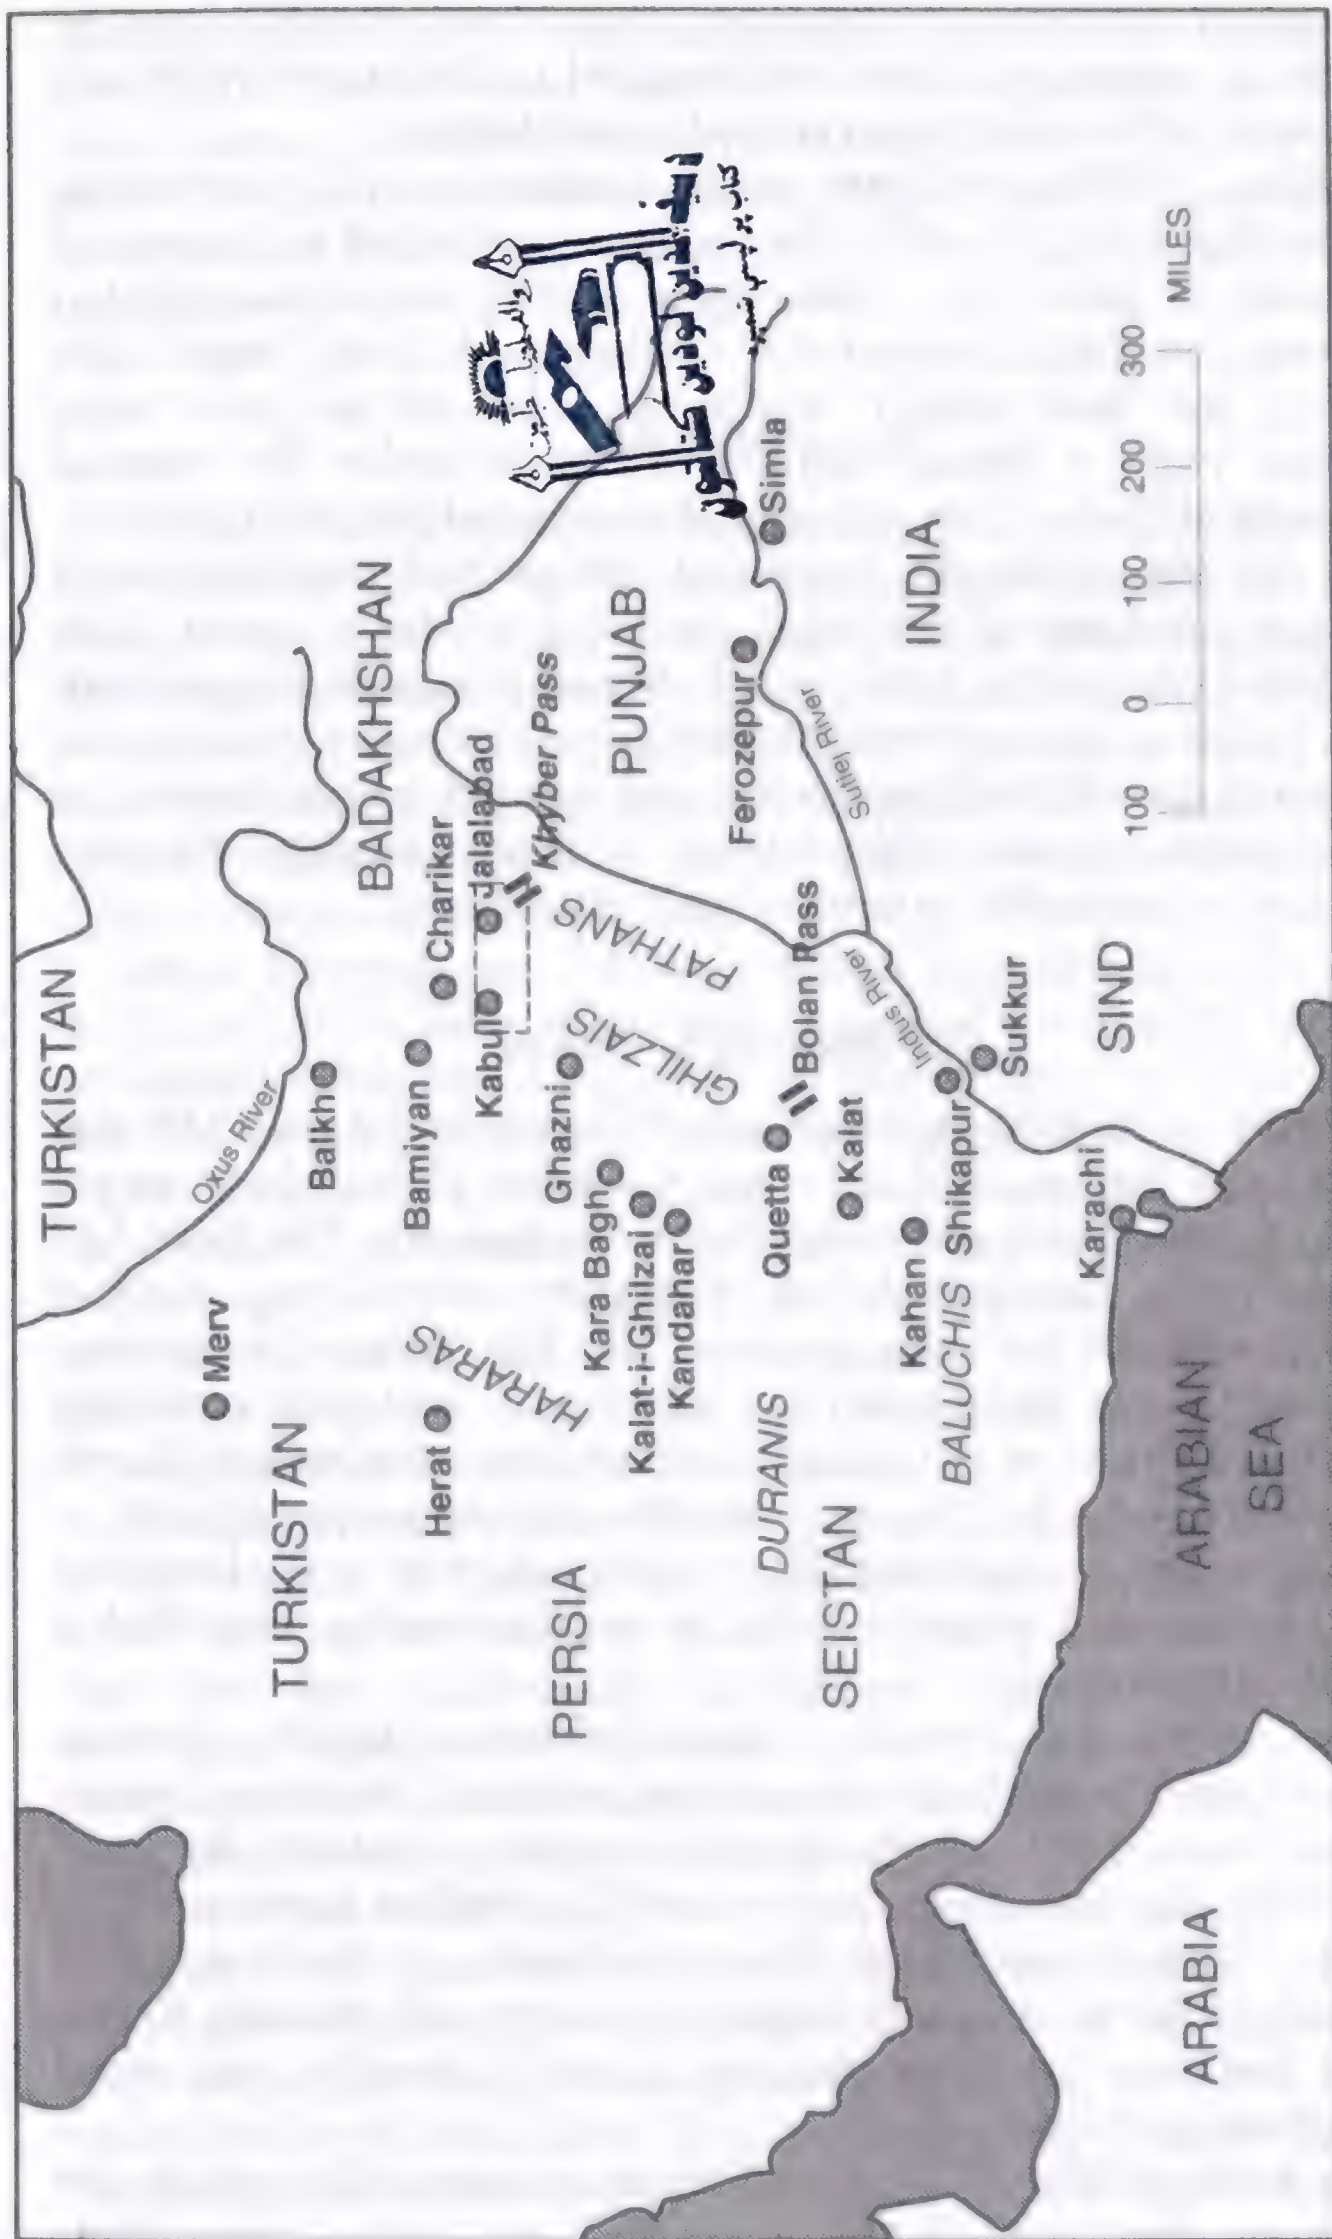 TURKISTAN
Oxus River
Merv
TURKISTAN
Balkh
BADAKHSHAN
Herat
Bamiyan
Charikar
HARARAS
Kabul
Jalalabad
Khyber Pass
PERSIA
Ghazni
GHILZAIS
PATHANS
PUNJAB
Kara Bagh
Kalat-i-Ghilzai
Kandahar
Ferozepur
Simla
Sutlej River
DURANIS
Quetta
Bolan Pass
INDIA
SEISTAN
Kalat
Indus River
Kahan
BALUCHIS
Shikapur
Sukkur
SIND
Karachi
ARABIAN
SEA
ARABIA
100 0 100 200 300 MILES